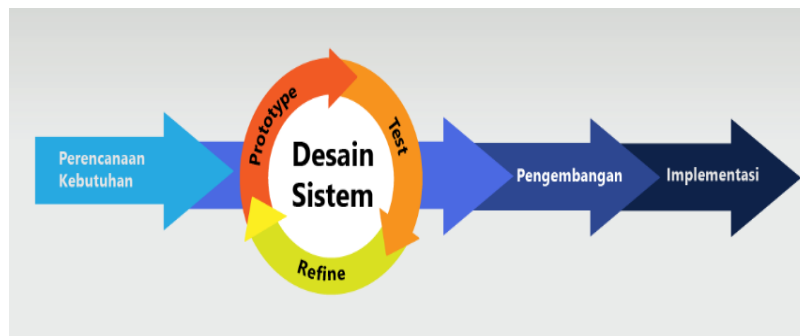 Perencanaan
Kebutuhan
Prototype
Test
Refine
Desain
Sistem
Pengembangan
Implementasi